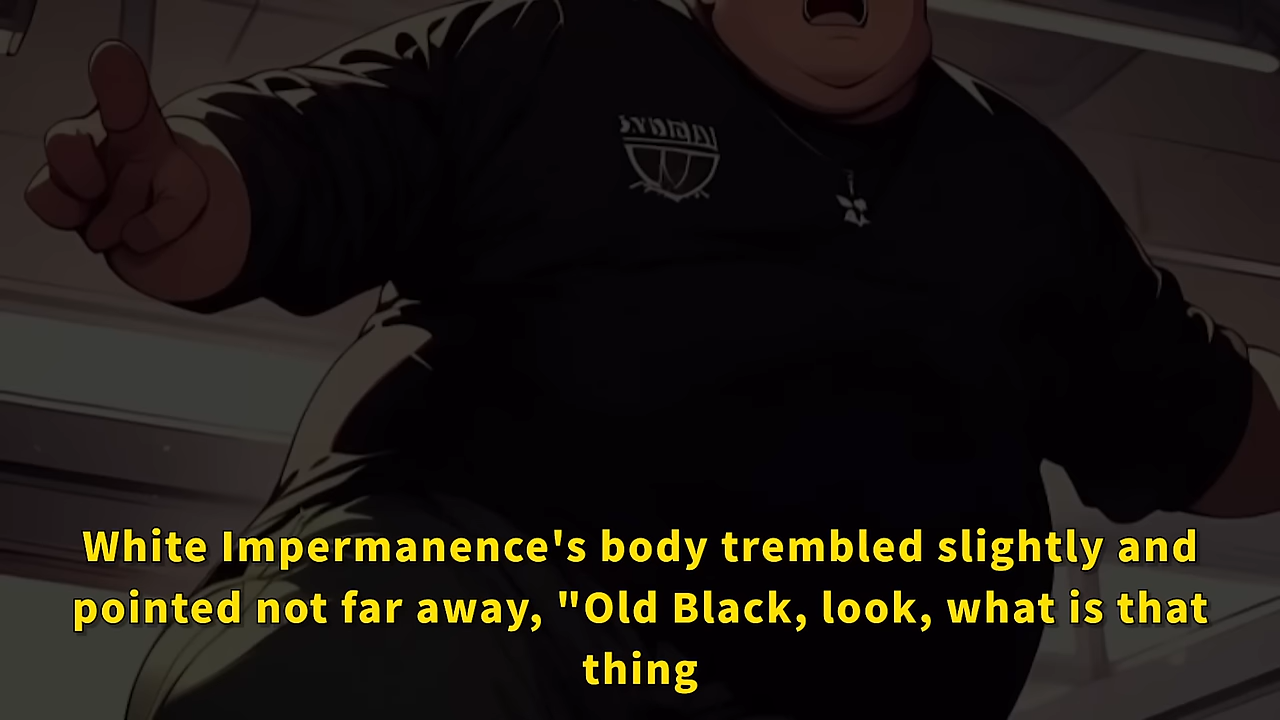 White Impermanence's body trembled slightly and
pointed not far away, "Old Black, look, what is that
thing